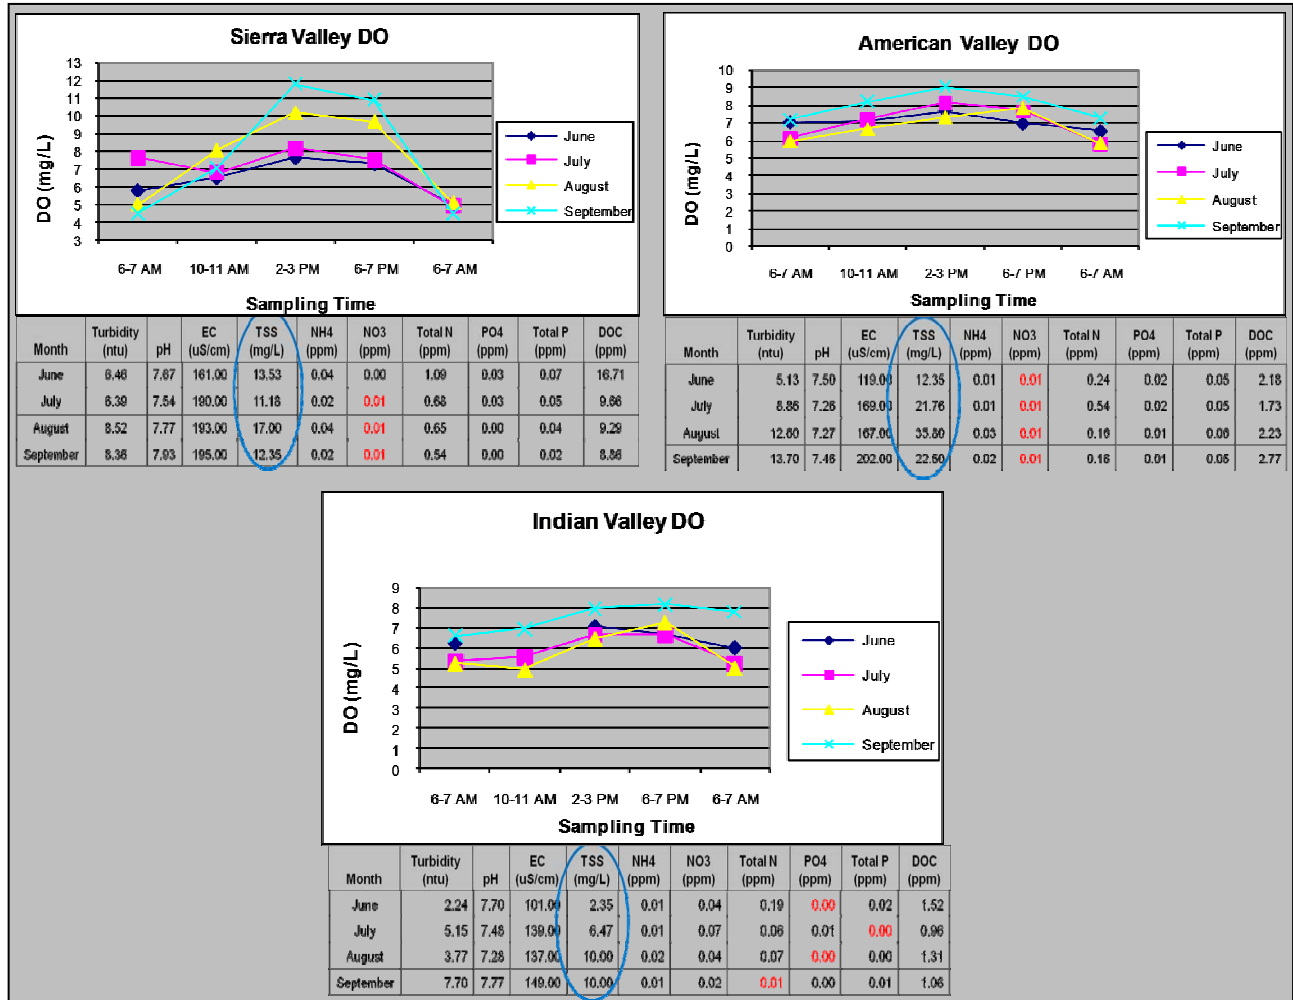 Sierra Valley DO
13
12
11
10
9
8
7
6
5
4
3
DO (mg/L)
6-7 AM 10-11 AM 2-3 PM 6-7 PM 6-7 AM
Sampling Time
June
July
August
September
Month Turbidity (ntu) pH EC (uS/cm) TSS (mg/L) NH4 (ppm) NO3 (ppm) Total N (ppm) PO4 (ppm) Total P (ppm) DOC (ppm)
June 6.46 7.67 161.00 13.53 0.04 0.00 1.09 0.03 0.07 16.71
July 6.39 7.54 190.00 11.18 0.02 0.01 0.68 0.03 0.05 9.66
August 8.52 7.77 193.00 17.00 0.04 0.01 0.65 0.00 0.04 9.29
September 8.36 7.93 195.00 12.35 0.02 0.01 0.54 0.00 0.02 8.86
American Valley DO
10
9
8
7
6
5
4
3
2
1
0
DO (mg/L)
6-7 AM 10-11 AM 2-3 PM 6-7 PM 6-7 AM
Sampling Time
June
July
August
September
Month Turbidity (ntu) pH EC (uS/cm) TSS (mg/L) NH4 (ppm) NO3 (ppm) Total N (ppm) PO4 (ppm) Total P (ppm) DOC (ppm)
June 5.13 7.50 119.00 12.35 0.01 0.01 0.24 0.02 0.05 2.18
July 8.86 7.26 169.00 21.76 0.01 0.01 0.54 0.02 0.05 1.73
August 12.60 7.27 167.00 0.03 0.01 0.16 0.01 0.06 2.23
September 13.70 7.46 202.00 22.50 0.02 0.01 0.16 0.01 0.05 2.77
Indian Valley DO
9
8
7
6
5
4
3
2
1
0
DO (mg/L)
6-7 AM 10-11 AM 2-3 PM 6-7 PM 6-7 AM
Sampling Time
June
July
August
September
Month Turbidity (ntu) pH EC (uS/cm) TSS (mg/L) NH4 (ppm) NO3 (ppm) Total N (ppm) PO4 (ppm) Total P (ppm) DOC (ppm)
June 2.24 7.70 101.00 2.35 0.01 0.04 0.19 0.00 0.02 1.52
July 5.15 7.48 139.00 6.47 0.01 0.07 0.06 0.01 0.00 0.96
August 3.77 7.28 137.00 10.00 0.02 0.04 0.07 0.00 0.00 1.31
September 7.70 7.77 149.00 10.00 0.01 0.02 0.01 0.00 0.01 1.06